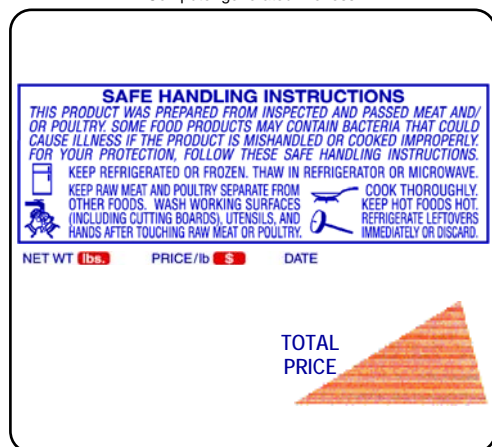 SAFE HANDLING INSTRUCTIONS
THIS PRODUCT WAS PREPARED FROM INSPECTED AND PASSED MEAT AND/
OR POULTRY. SOME FOOD PRODUCTS MAY CONTAIN BACTERIA THAT COULD
CAUSE ILLNESS IF THE PRODUCT IS MISHANDLED OR COOKED IMPROPERLY.
FOR YOUR PROTECTION, FOLLOW THESE SAFE HANDLING INSTRUCTIONS.
KEEP REFRIGERATED OR FROZEN. THAW IN REFRIGERATOR OR MICROWAVE.
KEEP RAW MEAT AND POULTRY SEPARATE FROM
OTHER FOODS. WASH WORKING SURFACES
(INCLUDING CUTTING BOARDS), UTENSILS, AND
HANDS AFTER TOUCHING RAW MEAT OR POULTRY.
COOK THOROUGHLY.
KEEP HOT FOODS HOT.
REFRIGERATE LEFTOVERS
IMMEDIATELY OR DISCARD.
NET WT lbs. PRICE/lb $ DATE
TOTAL
PRICE